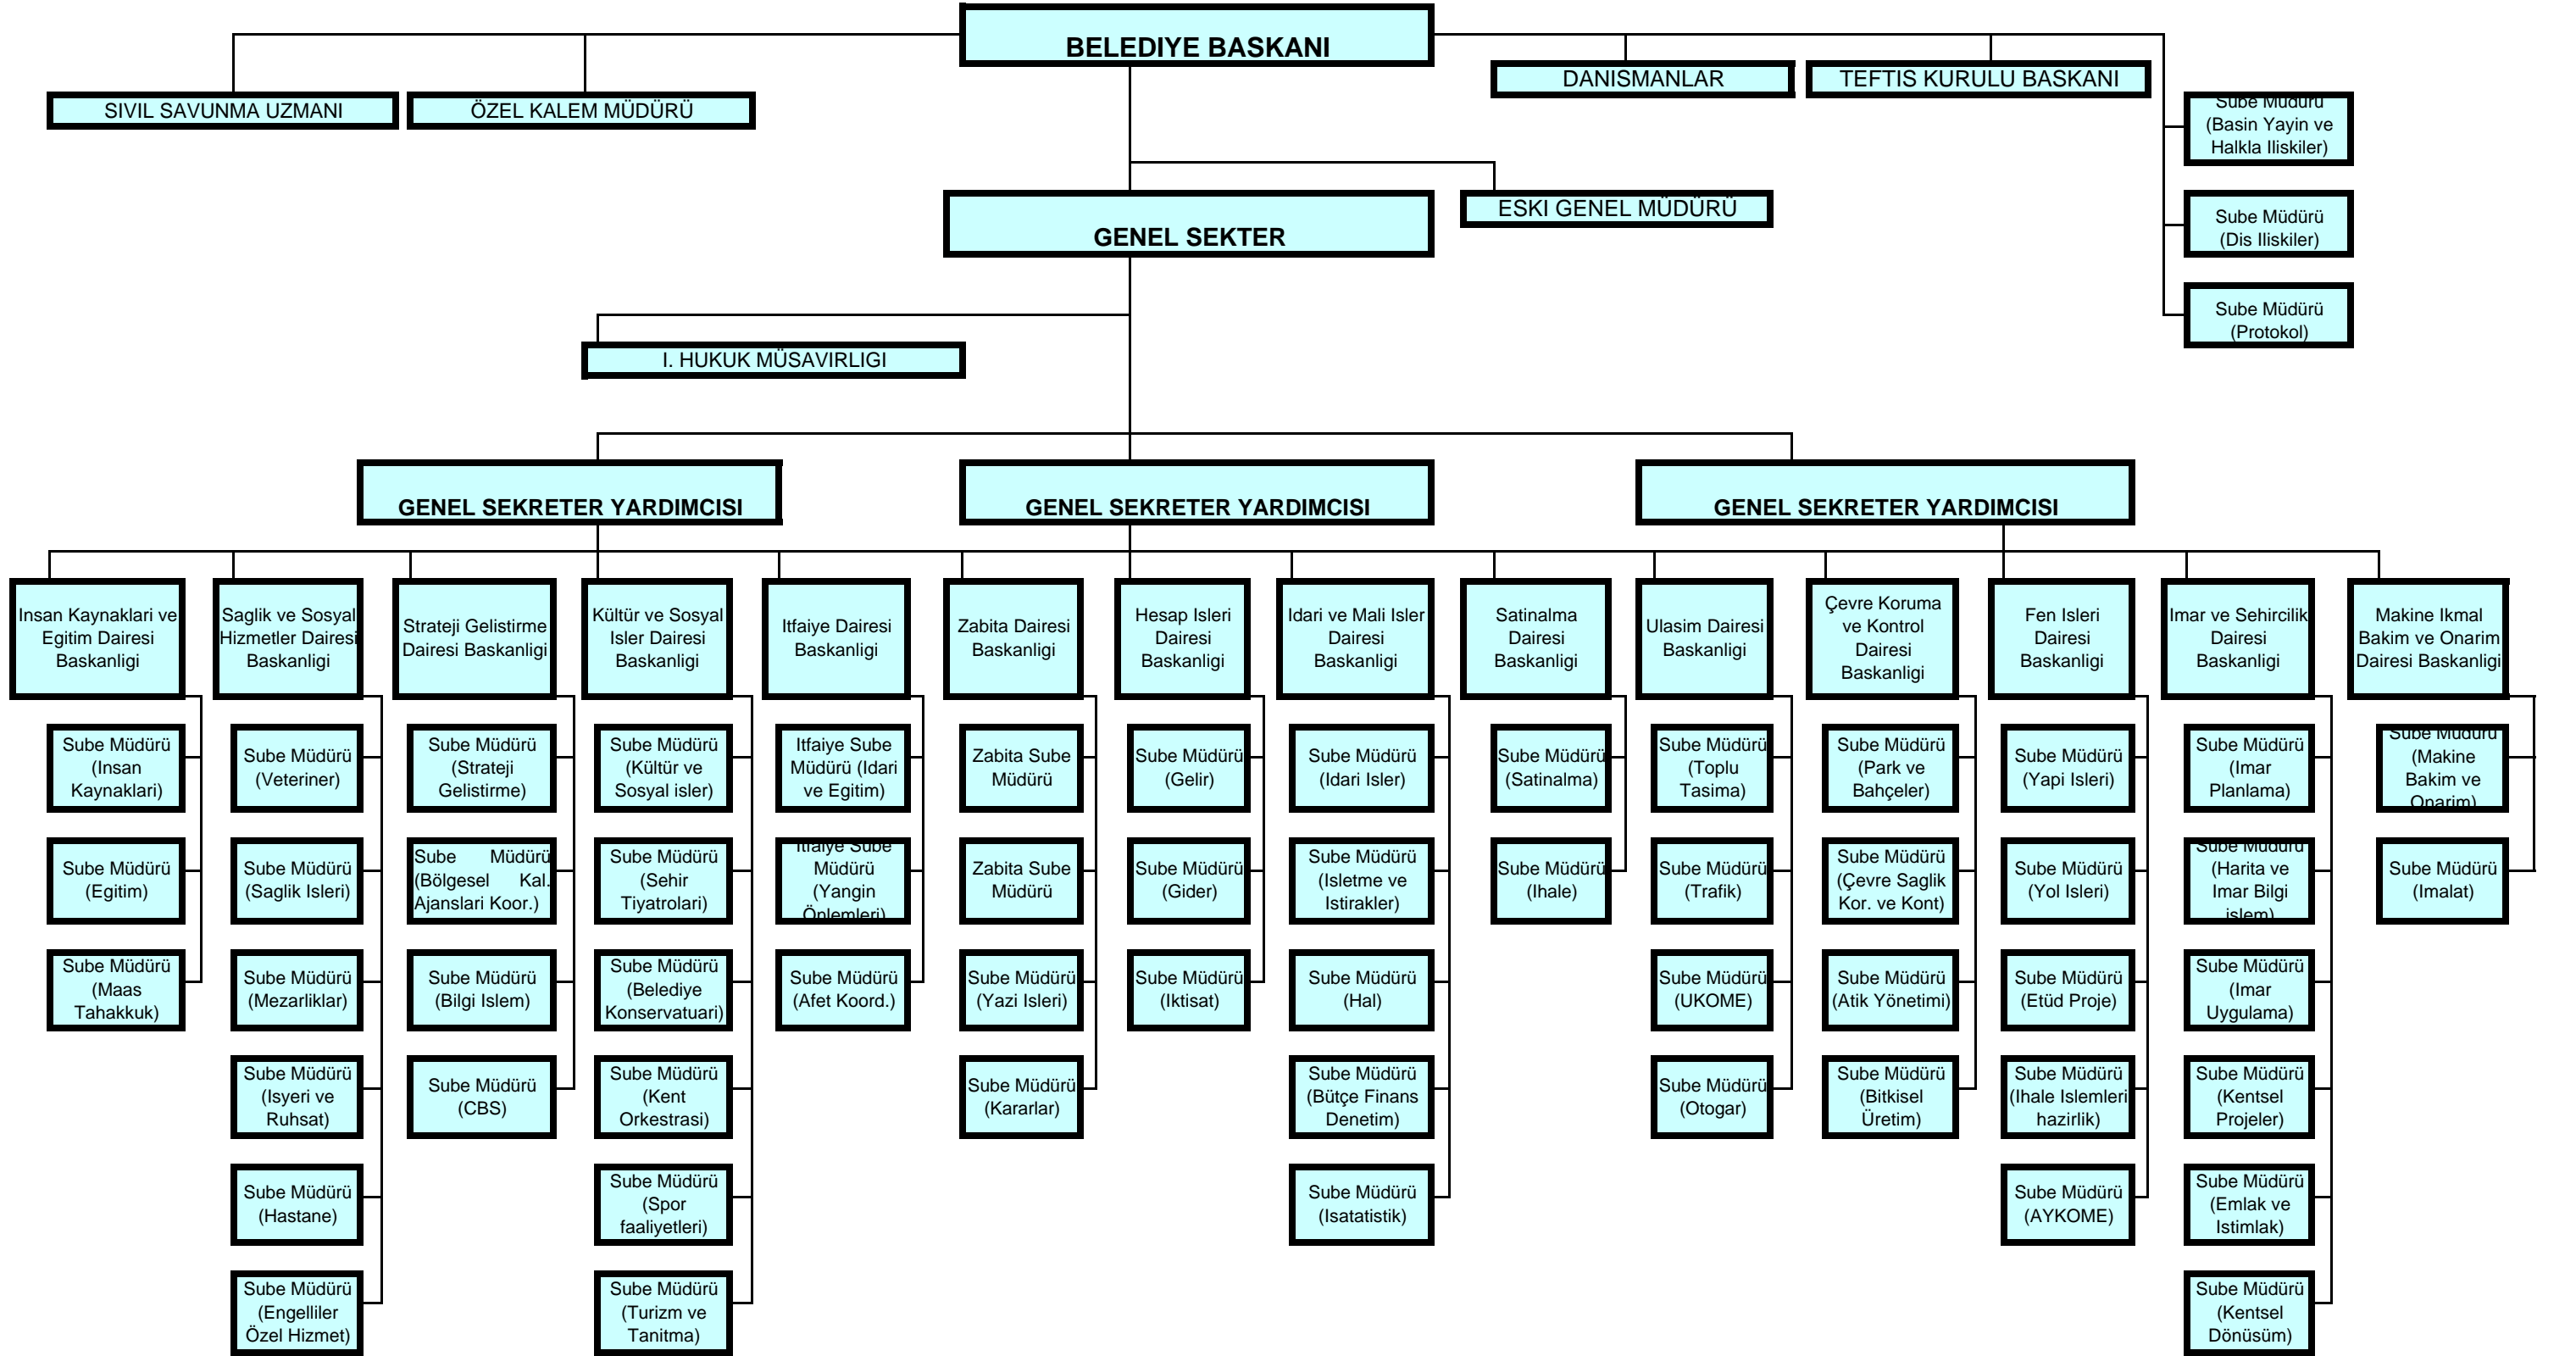 BELEDIYE BASKANI
DANISMANLAR
TEFTIS KURULU BASKANI
SIVIL SAVUNMA UZMANI
ÖZEL KALEM MÜDÜRÜ
Sube Müdürü
(Basin Yayin ve
Halkla Iliskiler)
ESKI GENEL MÜDÜRÜ
GENEL SEKTER
Sube Müdürü
(Dis Iliskiler)
Sube Müdürü
(Protokol)
I. HUKUK MÜSAVIRLIGI
GENEL SEKRETER YARDIMCISI
GENEL SEKRETER YARDIMCISI
GENEL SEKRETER YARDIMCISI
Insan Kaynaklari ve
Egitim Dairesi
Baskanligi
Saglik ve Sosyal
Hizmetler Dairesi
Baskanligi
Strateji Gelistirme
Dairesi Baskanligi
Kültür ve Sosyal
Isler Dairesi
Baskanligi
Itfaiye Dairesi
Baskanligi
Zabita Dairesi
Baskanligi
Hesap Isleri
Dairesi
Baskanligi
Idari ve Mali Isler
Dairesi
Baskanligi
Satinalma
Dairesi
Baskanligi
Ulasim Dairesi
Baskanligi
Çevre Koruma
ve Kontrol
Dairesi
Baskanligi
Fen Isleri
Dairesi
Baskanligi
Imar ve Sehircilik
Dairesi
Baskanligi
Makine Ikmal
Bakim ve Onarim
Dairesi Baskanligi
Sube Müdürü
(Insan
Kaynaklari)
Sube Müdürü
(Veteriner)
Sube Müdürü
(Strateji
Gelistirme)
Sube Müdürü
(Kültür ve
Sosyal isler)
Itfaiye Sube
Müdürü (Idari
ve Egitim)
Zabita Sube
Müdürü
Sube Müdürü
(Gelir)
Sube Müdürü
(Idari Isler)
Sube Müdürü
(Satinalma)
Sube Müdürü
(Toplu
Tasima)
Sube Müdürü
(Park ve
Bahçeler)
Sube Müdürü
(Yapi Isleri)
Sube Müdürü
(Imar
Planlama)
Sube Müdürü
(Makine
Bakim ve
Onarim)
Sube Müdürü
(Egitim)
Sube Müdürü
(Saglik Isleri)
Sube Müdürü
(Bölgesel Kal.
Ajanslari Koor.)
Sube Müdürü
(Sehir
Tiyatrolari)
Itfaiye Sube
Müdürü
(Yangin
Önlemleri)
Zabita Sube
Müdürü
Sube Müdürü
(Gider)
Sube Müdürü
(Isletme ve
Istirakler)
Sube Müdürü
(Ihale)
Sube Müdürü
(Trafik)
Sube Müdürü
(Çevre Saglik
Kor. ve Kont)
Sube Müdürü
(Yol Isleri)
Sube Müdürü
(Harita ve
Imar Bilgi
islem)
Sube Müdürü
(Imalat)
Sube Müdürü
(Maas
Tahakkuk)
Sube Müdürü
(Mezarliklar)
Sube Müdürü
(Bilgi Islem)
Sube Müdürü
(Belediye
Konservatuari)
Sube Müdürü
(Afet Koord.)
Sube Müdürü
(Yazi Isleri)
Sube Müdürü
(Iktisat)
Sube Müdürü
(Hal)
Sube Müdürü
(UKOME)
Sube Müdürü
(Atik Yönetimi)
Sube Müdürü
(Etüd Proje)
Sube Müdürü
(Imar
Uygulama)
Sube Müdürü
(Isyeri ve
Ruhsat)
Sube Müdürü
(CBS)
Sube Müdürü
(Kent
Orkestrasi)
Sube Müdürü
(Kararlar)
Sube Müdürü
(Bütçe Finans
Denetim)
Sube Müdürü
(Otogar)
Sube Müdürü
(Bitkisel
Üretim)
Sube Müdürü
(Ihale Islemleri
hazirlik)
Sube Müdürü
(Kentsel
Projeler)
Sube Müdürü
(Hastane)
Sube Müdürü
(Spor
faaliyetleri)
Sube Müdürü
(Isatatistik)
Sube Müdürü
(AYKOME)
Sube Müdürü
(Emlak ve
Istimlak)
Sube Müdürü
(Engelliler
Özel Hizmet)
Sube Müdürü
(Turizm ve
Tanitma)
Sube Müdürü
(Kentsel
Dönüsüm)